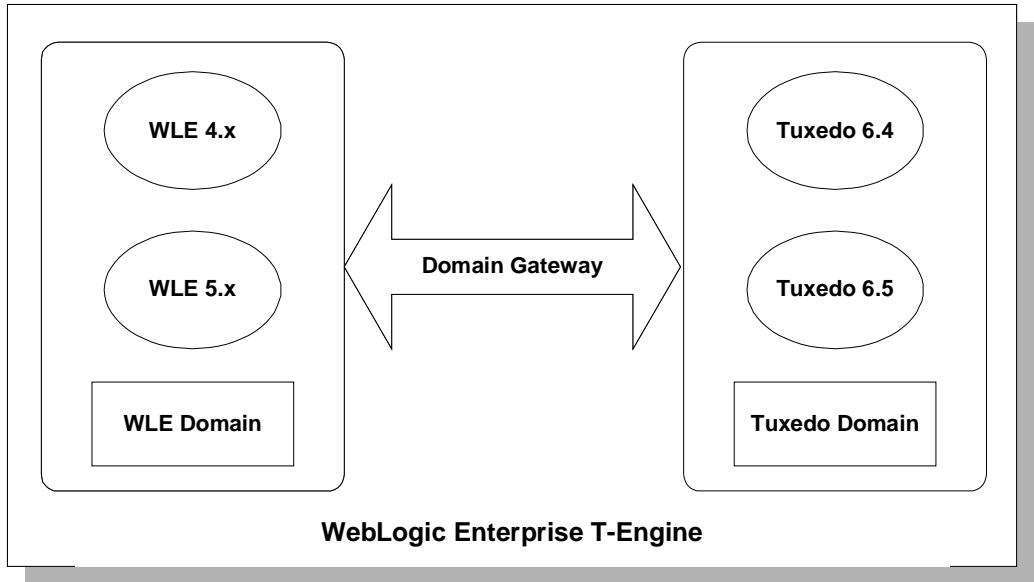 WLE 4.x
WLE 5.x
WLE Domain
Domain Gateway
Tuxedo 6.4
Tuxedo 6.5
Tuxedo Domain
WebLogic Enterprise T-Engine